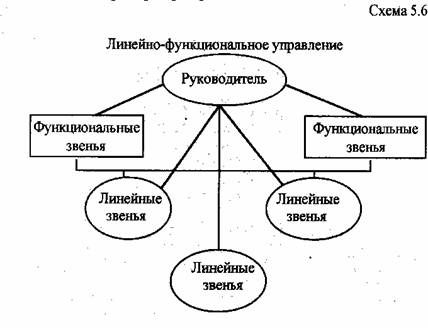 Схема 5.6
Линейно-функциональное управление
Руководитель
Функциональные
звенья
Функциональные
звенья
Линейные
звенья
Линейные
звенья
Линейные
звенья